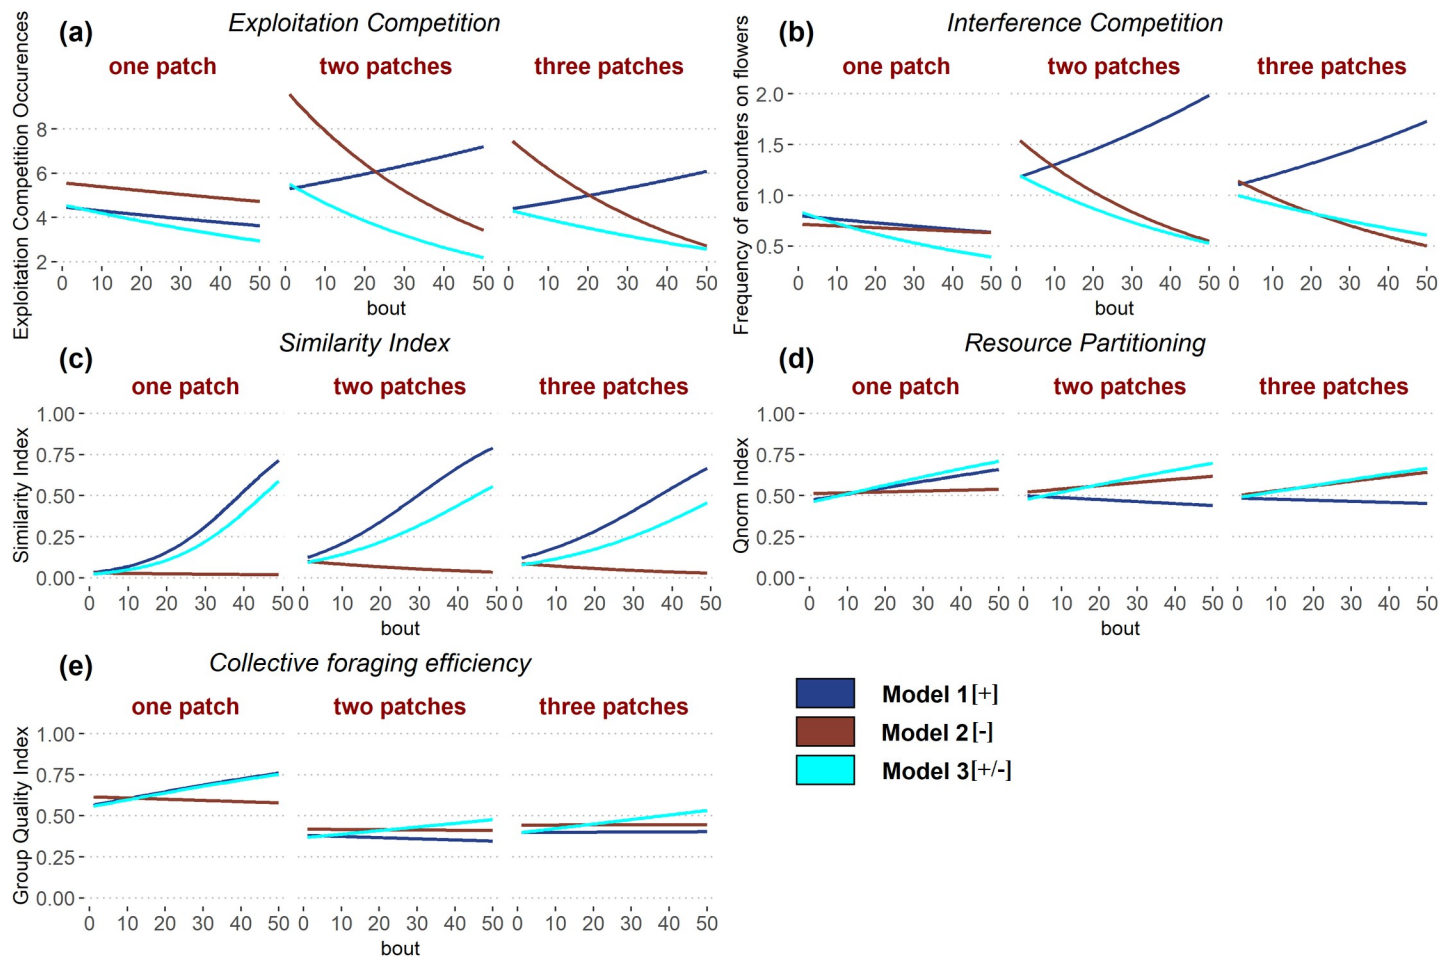 (a) Exploitation Competition
one patch two patches three patches
Exploitation Competition Occurences
8
6
4
2
0 10 20 30 40 50 0 10 20 30 40 50 0 10 20 30 40 50
bout
(b) Interference Competition
one patch two patches three patches
Frequency of encounters on flowers
2.0
1.5
1.0
0.5
0 10 20 30 40 50 0 10 20 30 40 50 0 10 20 30 40 50
bout
(c) Similarity Index
one patch two patches three patches
Similarity Index
1.00
0.75
0.50
0.25
0.00
0 10 20 30 40 50 0 10 20 30 40 50 0 10 20 30 40 50
bout
(d) Resource Partitioning
one patch two patches three patches
Qnorm Index
1.00
0.75
0.50
0.25
0.00
0 10 20 30 40 50 0 10 20 30 40 50 0 10 20 30 40 50
bout
(e) Collective foraging efficiency
one patch two patches three patches
Group Quality Index
1.00
0.75
0.50
0.25
0.00
0 10 20 30 40 50 0 10 20 30 40 50 0 10 20 30 40 50
bout
Model 1[+]
Model 2[-]
Model 3[+/-]